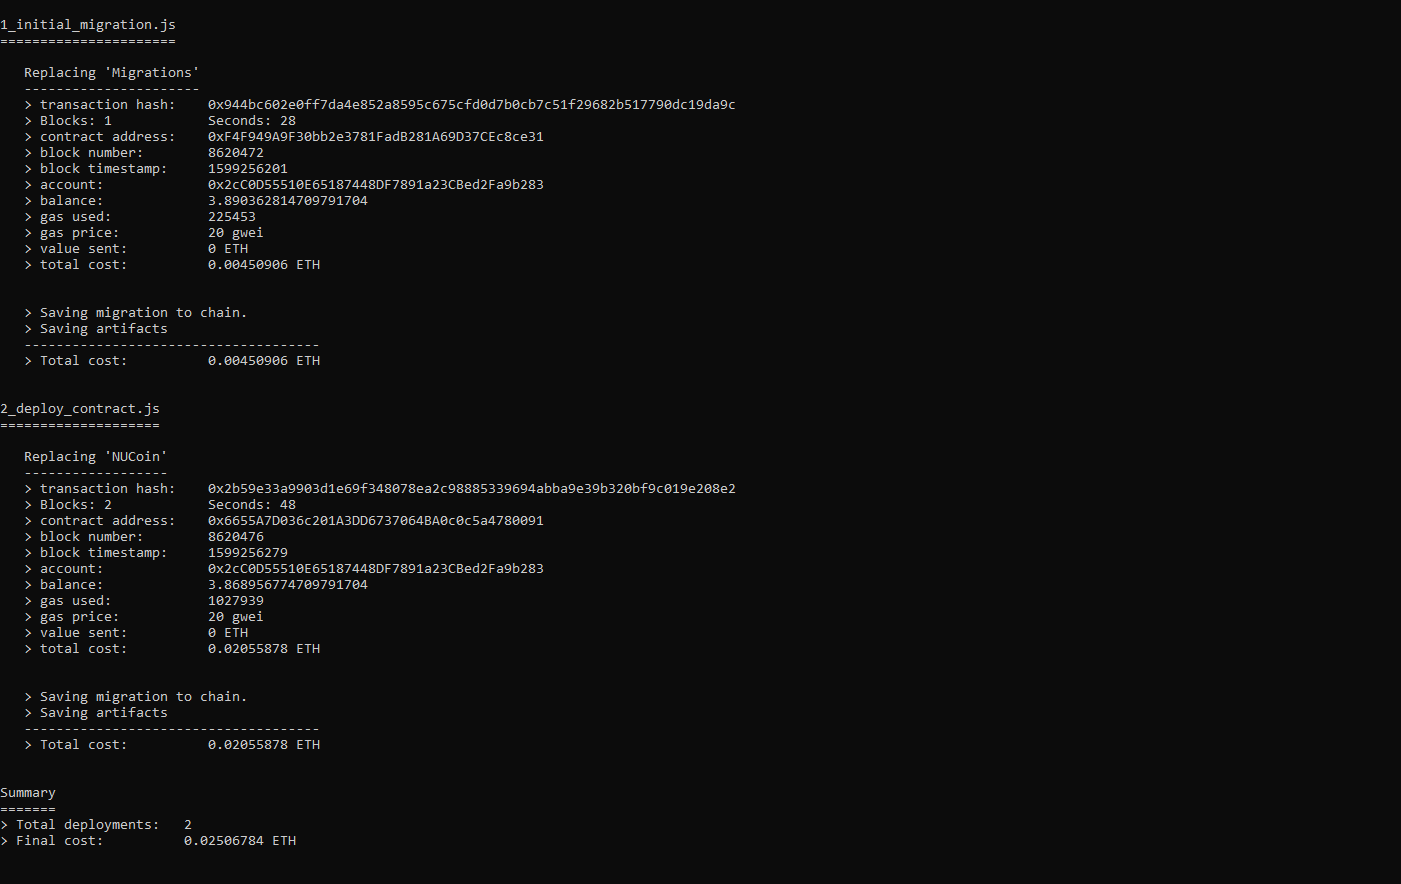 1_initial_migration.js
======================
Replacing 'Migrations'
----------------------
> transaction hash:    0x944bc602e0ff7da4e852a8595c675cfd0d7b0cb7c51f29682b517790dc19da9c
> Blocks: 1            Seconds: 28
> contract address:    0xF4F949A9F30bb2e3781FadB281A69D37CEc8ce31
> block number:        8620472
> block timestamp:     1599256201
> account:             0x2cC0D55510E65187448DF7891a23CBed2Fa9b283
> balance:             3.890362814709791704
> gas used:            225453
> gas price:           20 gwei
> value sent:          0 ETH
> total cost:          0.00450906 ETH
> Saving migration to chain.
> Saving artifacts
-------------------------------------
> Total cost:          0.00450906 ETH
2_deploy_contract.js
====================
Replacing 'NUCoin'
------------------
> transaction hash:    0x2b59e33a9903d1e69f348078ea2c98885339694abba9e39b320bf9c019e208e2
> Blocks: 2            Seconds: 48
> contract address:    0x6655A7D036c201A3DD6737064BA0c0c5a4780091
> block number:        8620476
> block timestamp:     1599256279
> account:             0x2cC0D55510E65187448DF7891a23CBed2Fa9b283
> balance:             3.868956774709791704
> gas used:            1027939
> gas price:           20 gwei
> value sent:          0 ETH
> total cost:          0.02055878 ETH
> Saving migration to chain.
> Saving artifacts
-------------------------------------
> Total cost:          0.02055878 ETH
Summary
=======
> Total deployments:   2
> Final cost:          0.02506784 ETH